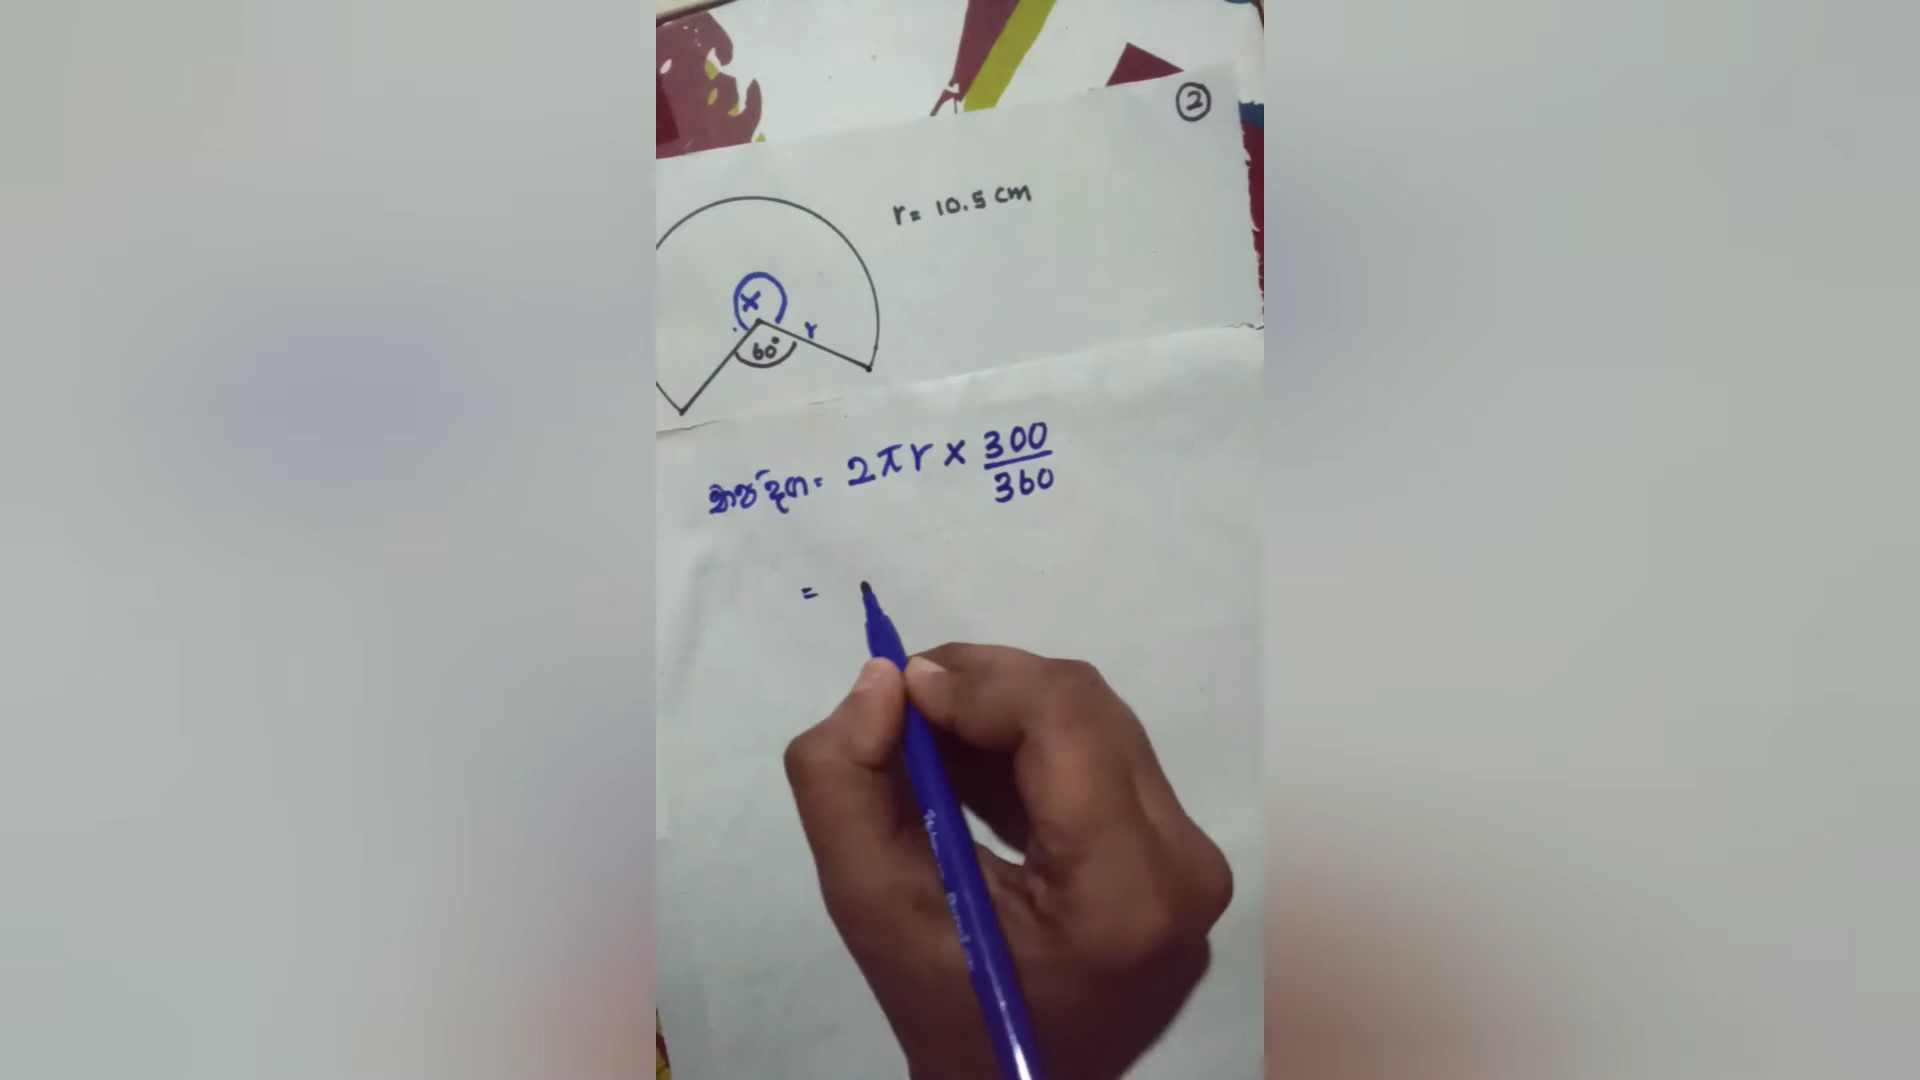 ②
r = 10.5 cm
x
r
60°
චාප දිග = 2πr × 300/360
=